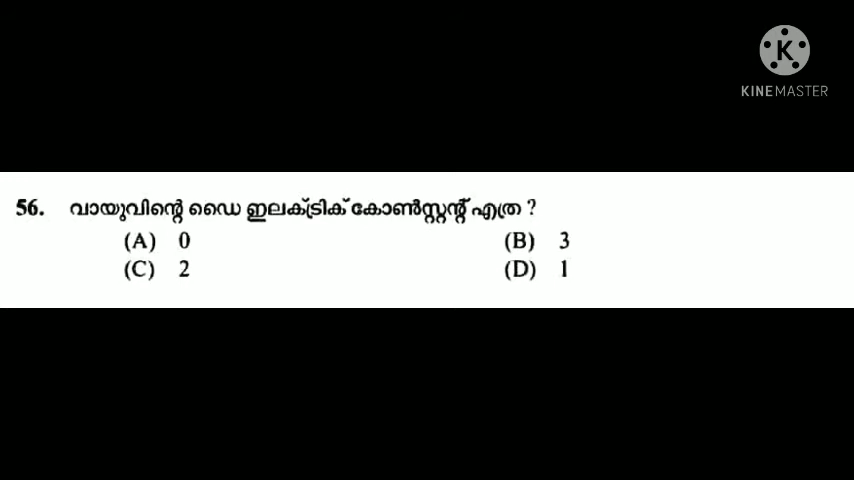 KINEMASTER
56. വായുവിന്റെ ഡൈ ഇലക്ട്രിക് കോൺസ്റ്റന്റ് എത്ര ?
(A) 0 (B) 3
(C) 2 (D) 1